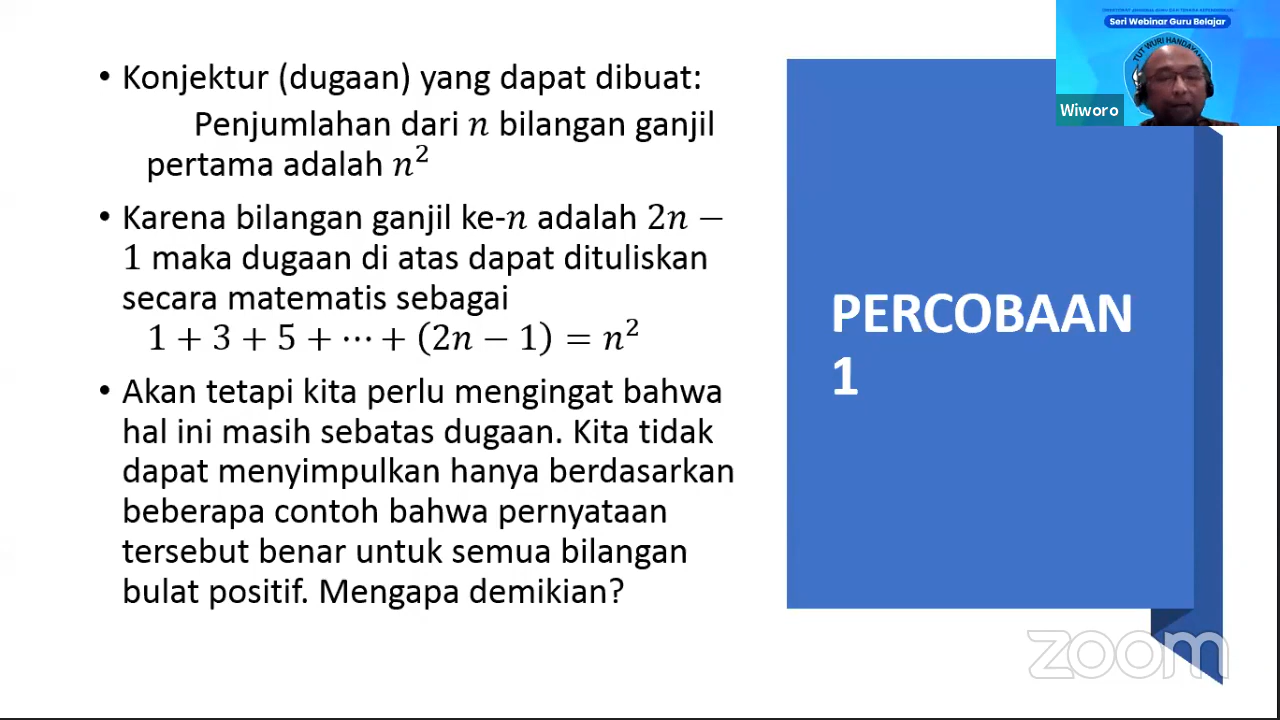 • Konjektur (dugaan) yang dapat dibuat:
Penjumlahan dari n bilangan ganjil
pertama adalah n²
• Karena bilangan ganjil ke-n adalah 2n −
1 maka dugaan di atas dapat dituliskan
secara matematis sebagai
1 + 3 + 5 + ⋯ + (2n − 1) = n²
• Akan tetapi kita perlu mengingat bahwa
hal ini masih sebatas dugaan. Kita tidak
dapat menyimpulkan hanya berdasarkan
beberapa contoh bahwa pernyataan
tersebut benar untuk semua bilangan
bulat positif. Mengapa demikian?
PERCOBAAN
1
Seri Webinar Guru Belajar
TUT WURI HANDAYA
Wiworo
zoom